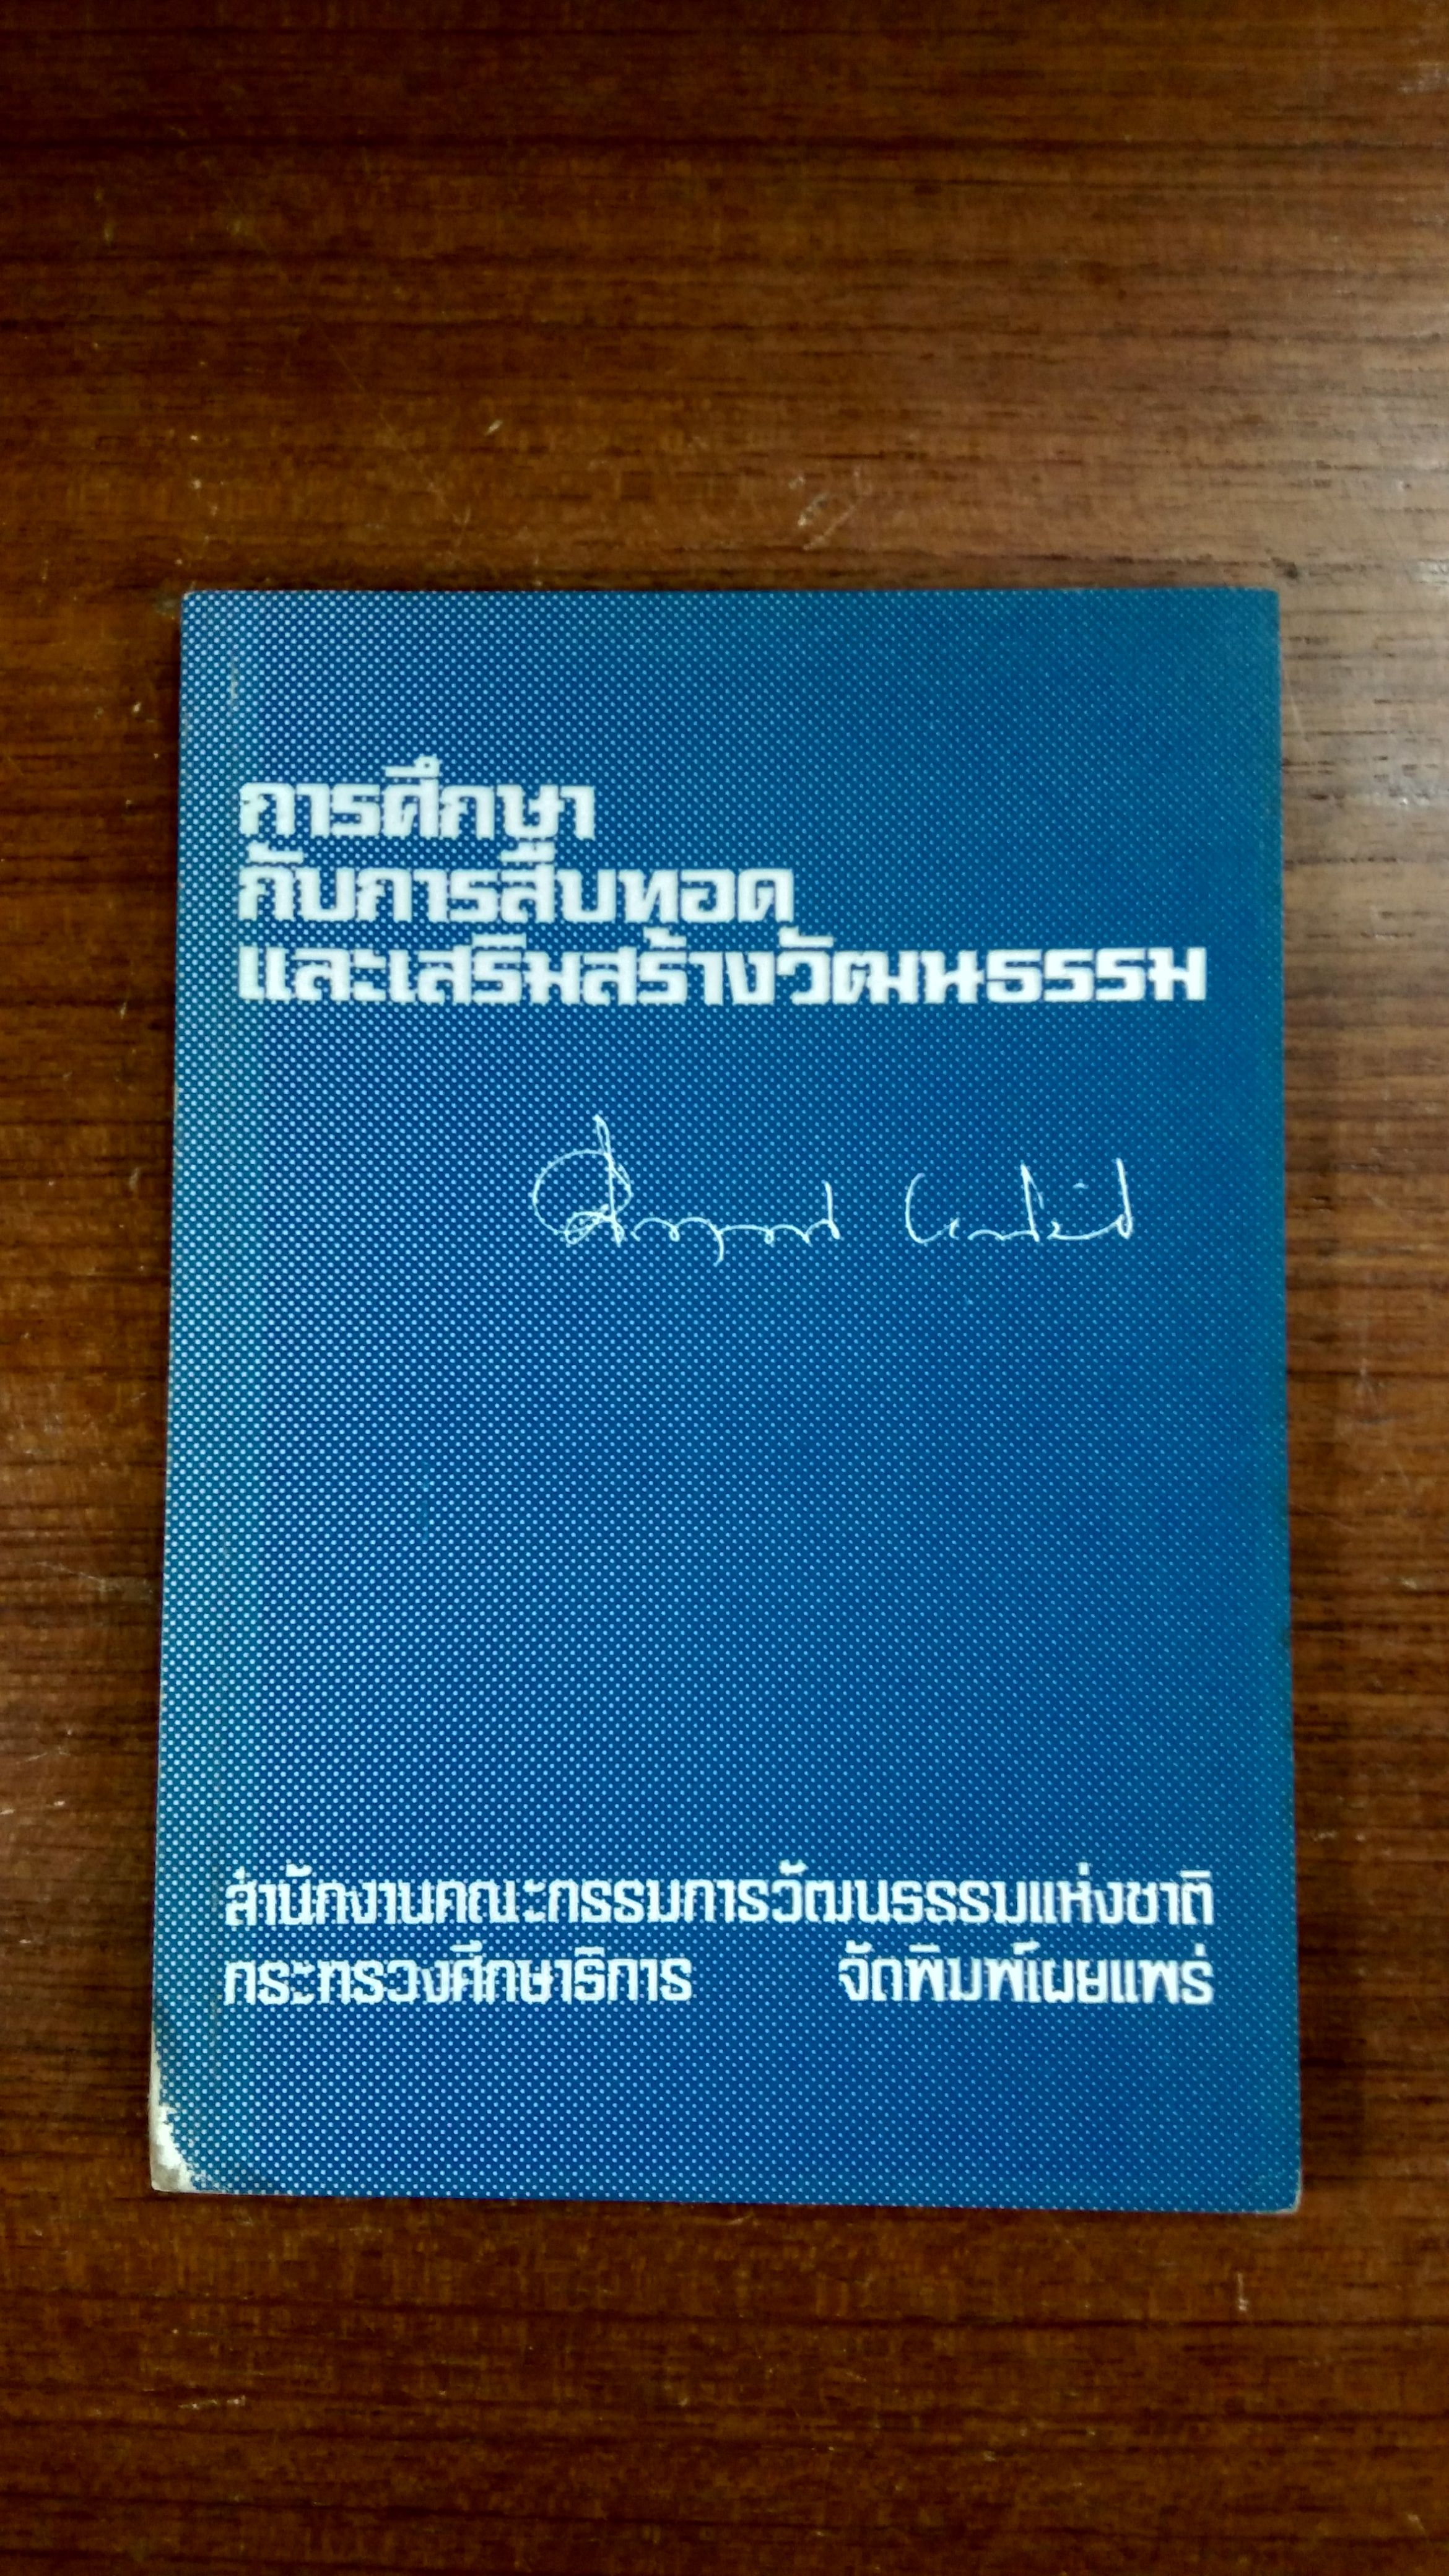 การศึกษา
กับการสืบทอด
และเสริมสร้างวัฒนธรรม
สำนักงานคณะกรรมการวัฒนธรรมแห่งชาติ
กระทรวงศึกษาธิการ จัดพิมพ์เผยแพร่